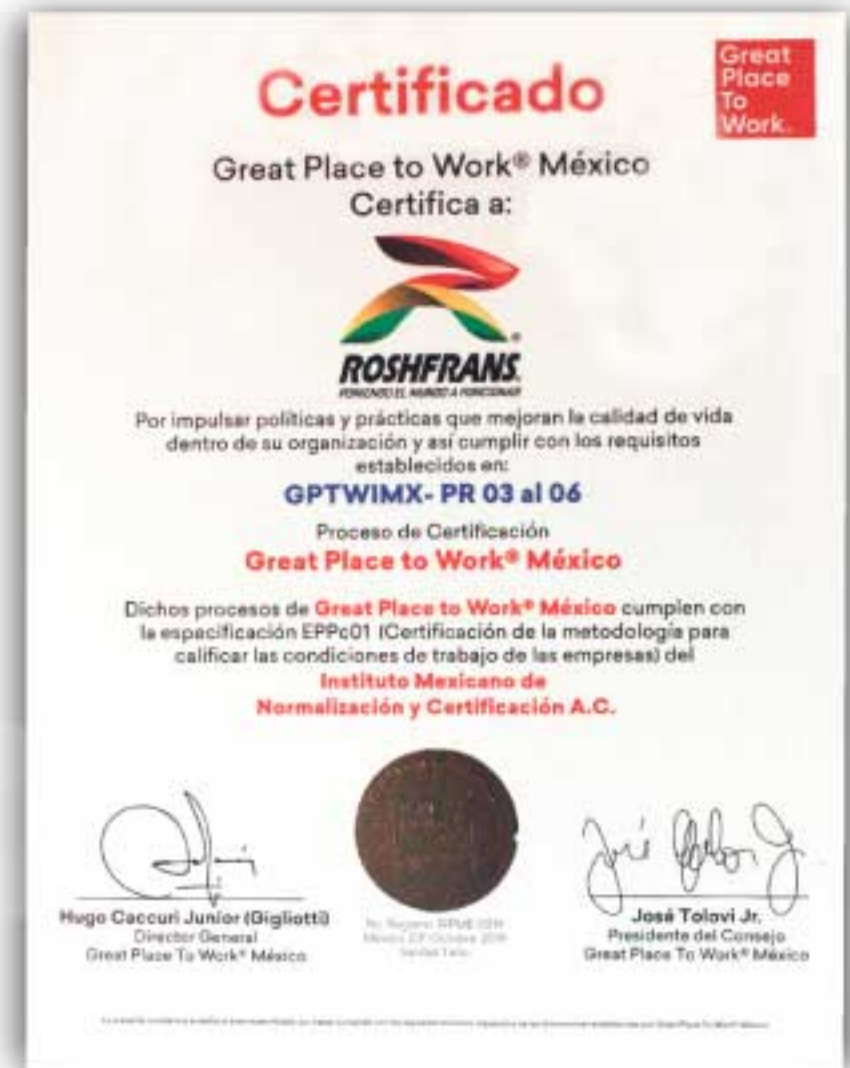 Certificado
Great
Place
To
Work.
Great Place to Work® México
Certifica a:
ROSHFRANS
PONIENDO EL MUNDO A FUNCIONAR
Por impulsar políticas y prácticas que mejoran la calidad de vida
dentro de su organización y así cumplir con los requisitos
establecidos en:
GPTWIMX- PR 03 al 06
Proceso de Certificación
Great Place to Work® México
Dichos procesos de Great Place to Work® México cumplen con
la especificación EPPc01 (Certificación de la metodología para
calificar las condiciones de trabajo de las empresas) del
Instituto Mexicano de
Normalización y Certificación A.C.
Hugo Caccuri Junior (Gigliotti)
Director General
Great Place To Work® México
José Tolovi Jr.
Presidente del Consejo
Great Place To Work® México